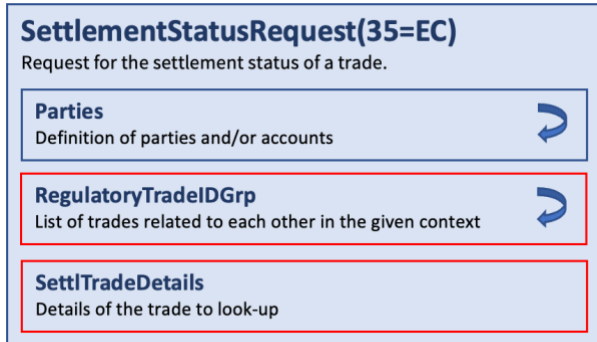 SettlementStatusRequest(35=EC)
Request for the settlement status of a trade.
Parties
Definition of parties and/or accounts
RegulatoryTradeIDGrp
List of trades related to each other in the given context
SettlTradeDetails
Details of the trade to look-up